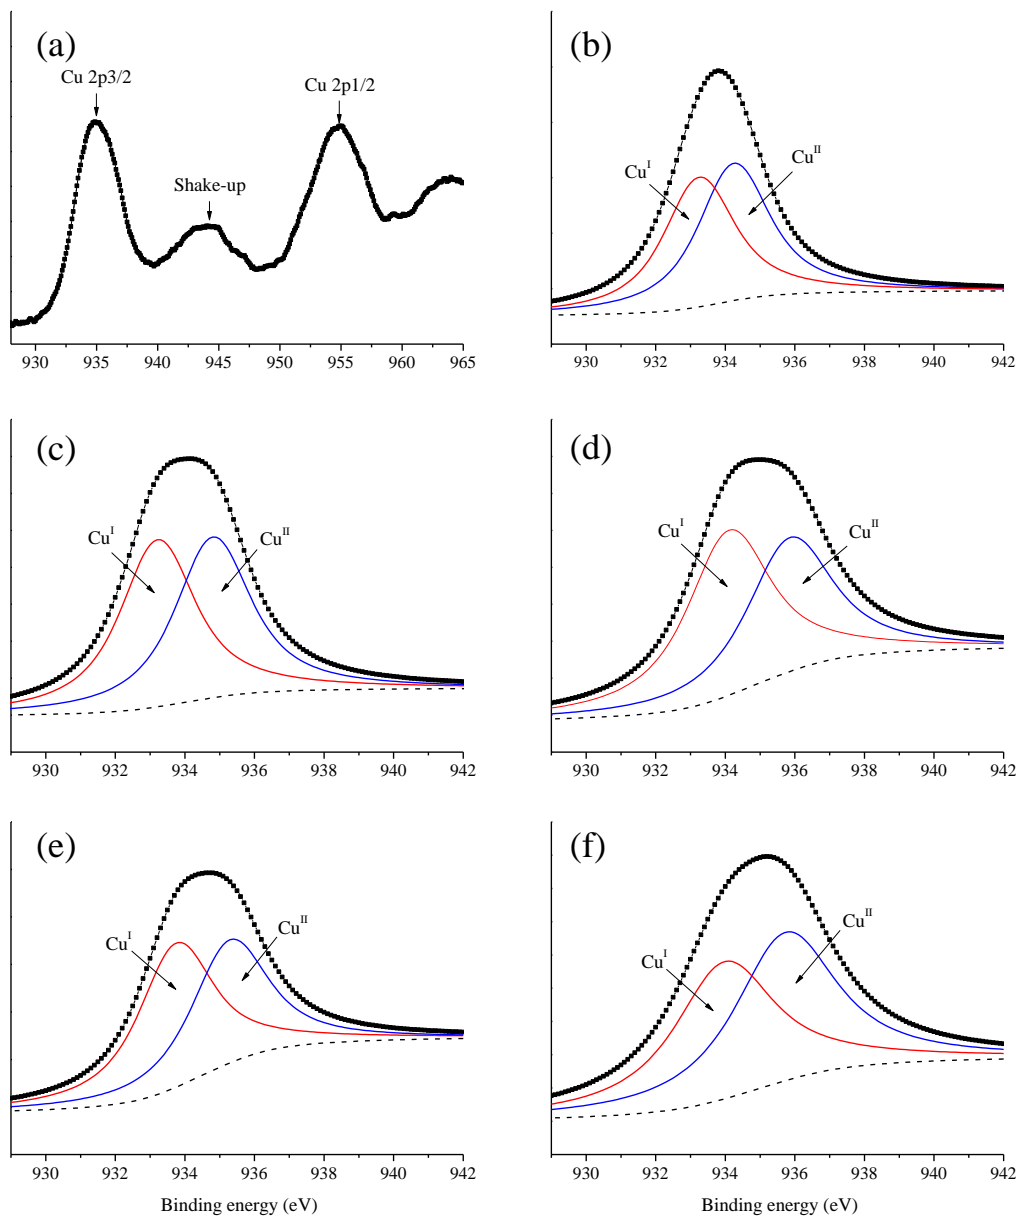 (a)
Cu 2p3/2
Cu 2p1/2
Shake-up
930 935 940 945 950 955 960 965
(b)
Cu^I
Cu^II
930 932 934 936 938 940 942
(c)
Cu^I
Cu^II
930 932 934 936 938 940 942
(d)
Cu^I
Cu^II
930 932 934 936 938 940 942
(e)
Cu^I
Cu^II
930 932 934 936 938 940 942
Binding energy (eV)
(f)
Cu^I
Cu^II
930 932 934 936 938 940 942
Binding energy (eV)